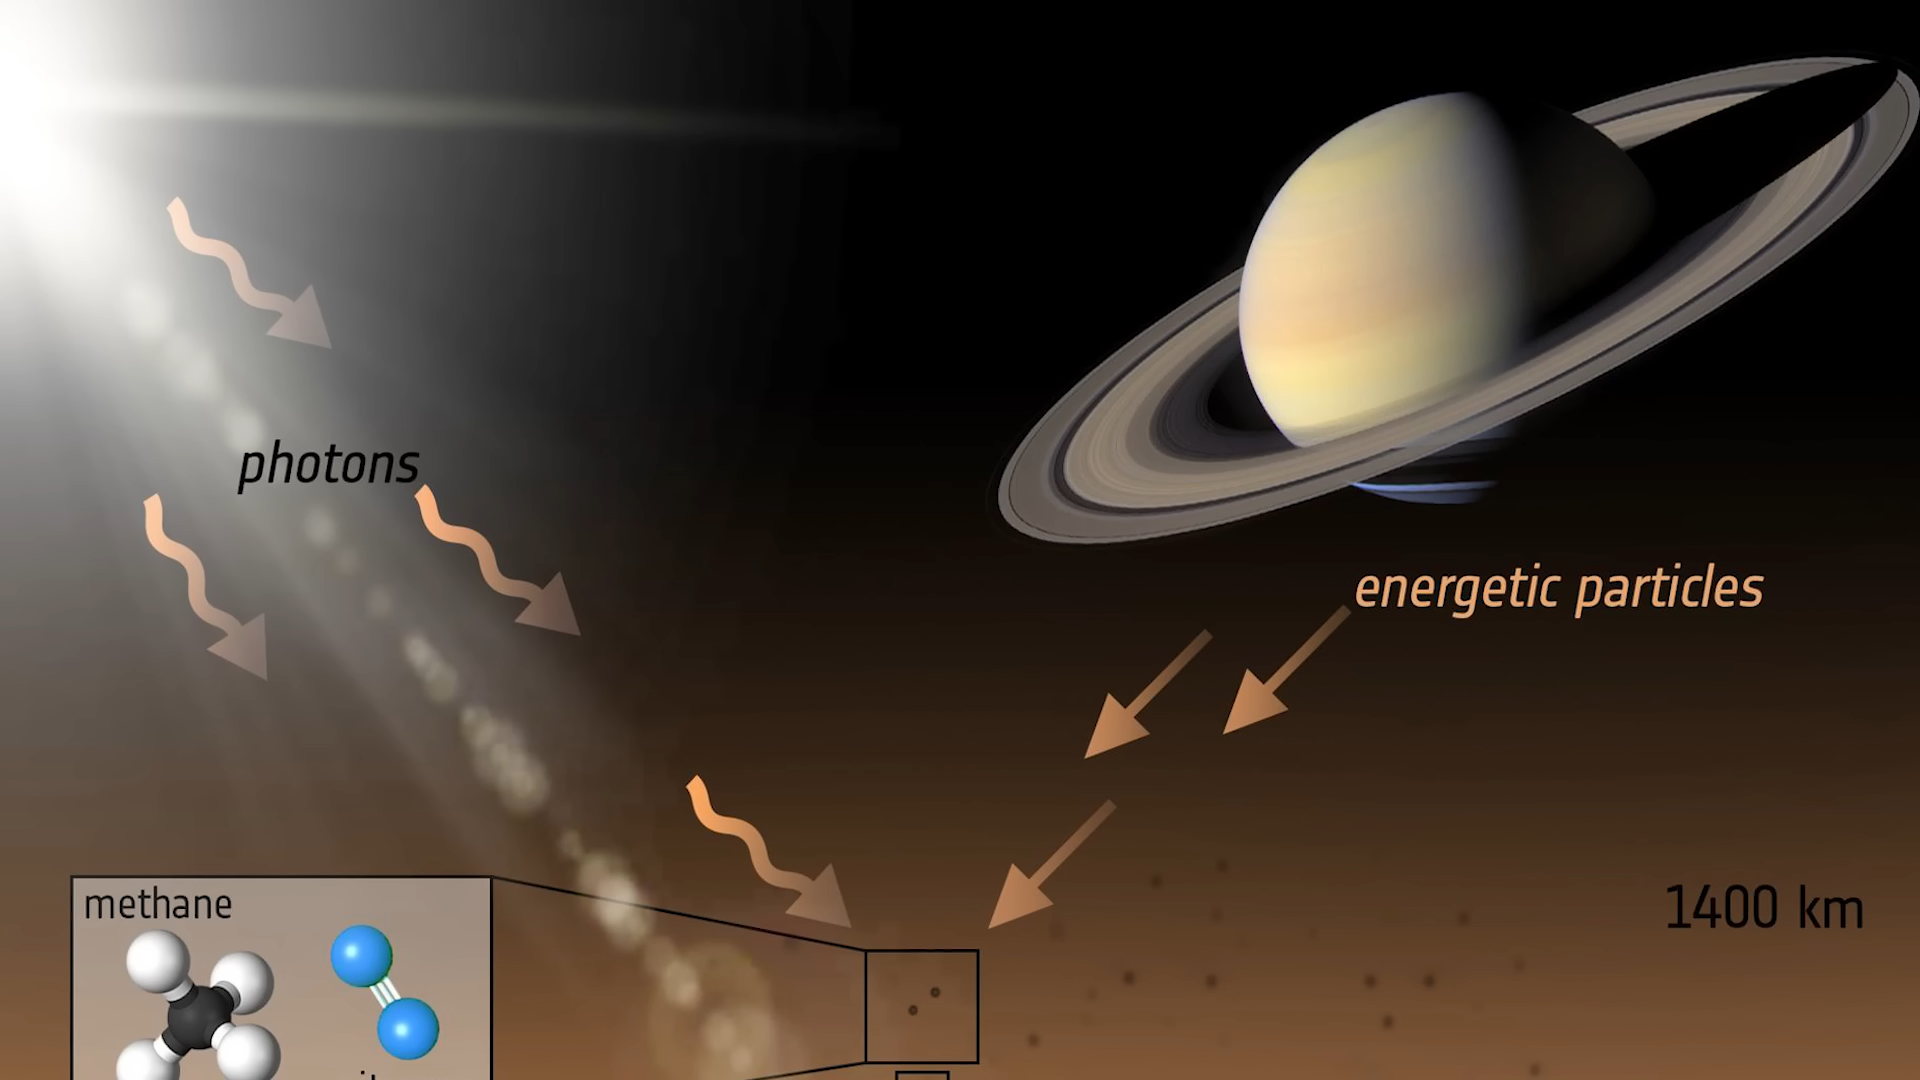 photons
energetic particles
1400 km
methane